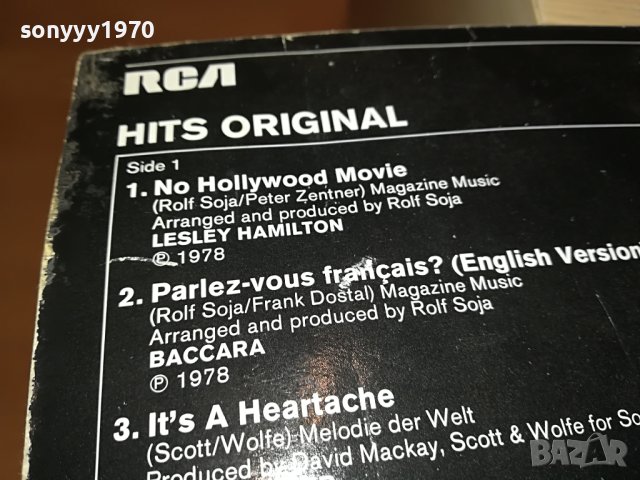 sonyyy1970
RCA
HITS ORIGINAL
Side 1
1. No Hollywood Movie
(Rolf Soja/Peter Zentner) Magazine Music
Arranged and produced by Rolf Soja
LESLEY HAMILTON
℗ 1978
2. Parlez-vous français? (English Version
(Rolf Soja/Frank Dostal) Magazine Music
Arranged and produced by Rolf Soja
BACCARA
℗ 1978
3. It's A Heartache
(Scott/Wolfe) Melodie der Welt
Produced by David Mackay, Scott & Wolfe for So
BAZAR